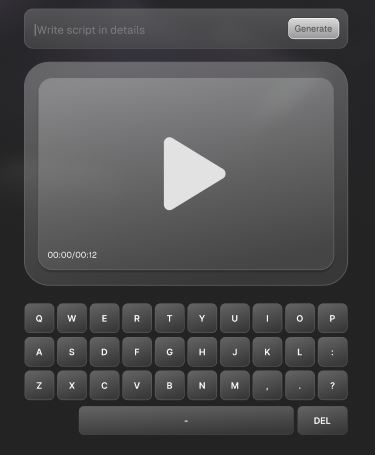 Write script in details Generate
00:00/00:12
Q W E R T Y U I O P
A S D F G H J K L :
Z X C V B N M , . ?
- DEL